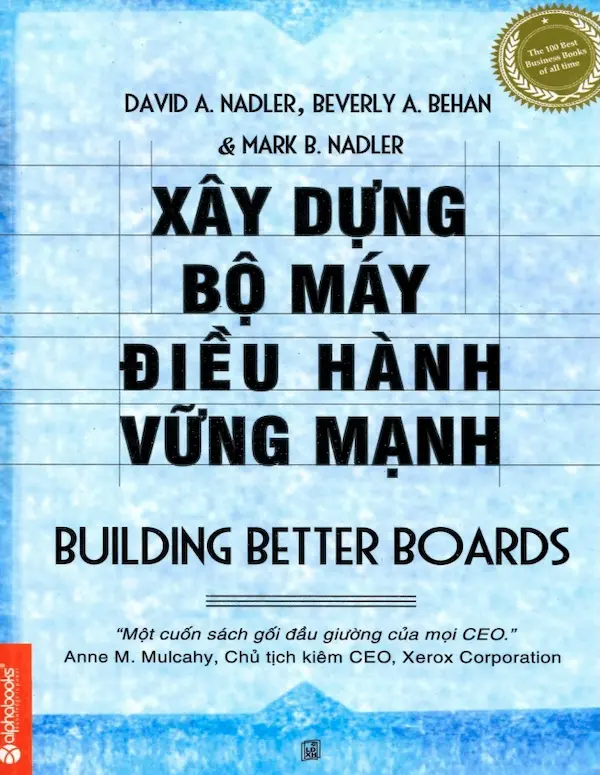 The 100 Best
Business Books
of all time
DAVID A. NADLER, BEVERLY A. BEHAN
& MARK B. NADLER
XÂY DỰNG
BỘ MÁY
ĐIỀU HÀNH
VỮNG MẠNH
BUILDING BETTER BOARDS
“Một cuốn sách gối đầu giường của mọi CEO.”
Anne M. Mulcahy, Chủ tịch kiêm CEO, Xerox Corporation
alphabooks®
LĐ
XH